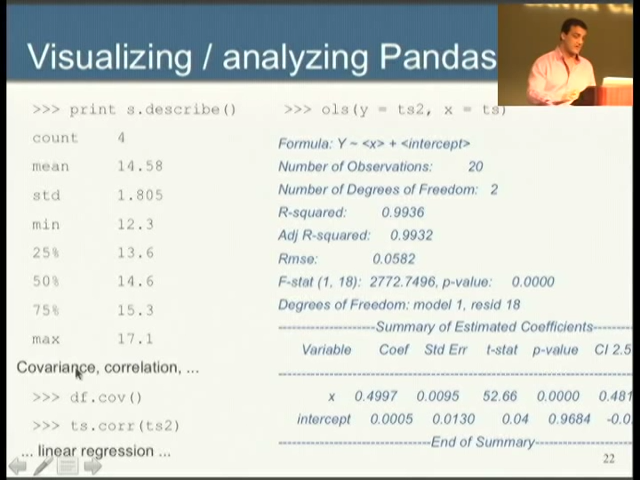 Visualizing / analyzing Pandas
>>> print s.describe()
count 4
mean 14.58
std 1.805
min 12.3
25% 13.6
50% 14.6
75% 15.3
max 17.1
Covariance, correlation, ...
>>> df.cov()
>>> ts.corr(ts2)
... linear regression ...
>>> ols(y = ts2, x = ts)
Formula: Y ~ <x> + <intercept>
Number of Observations: 20
Number of Degrees of Freedom: 2
R-squared: 0.9936
Adj R-squared: 0.9932
Rmse: 0.0582
F-stat (1, 18): 2772.7496, p-value: 0.0000
Degrees of Freedom: model 1, resid 18
-----------------------Summary of Estimated Coefficients--------
Variable Coef Std Err t-stat p-value CI 2.5
x 0.4997 0.0095 52.66 0.0000 0.481
intercept 0.0005 0.0130 0.04 0.9684 -0.0
-----------------------------------End of Summary---------------------
22